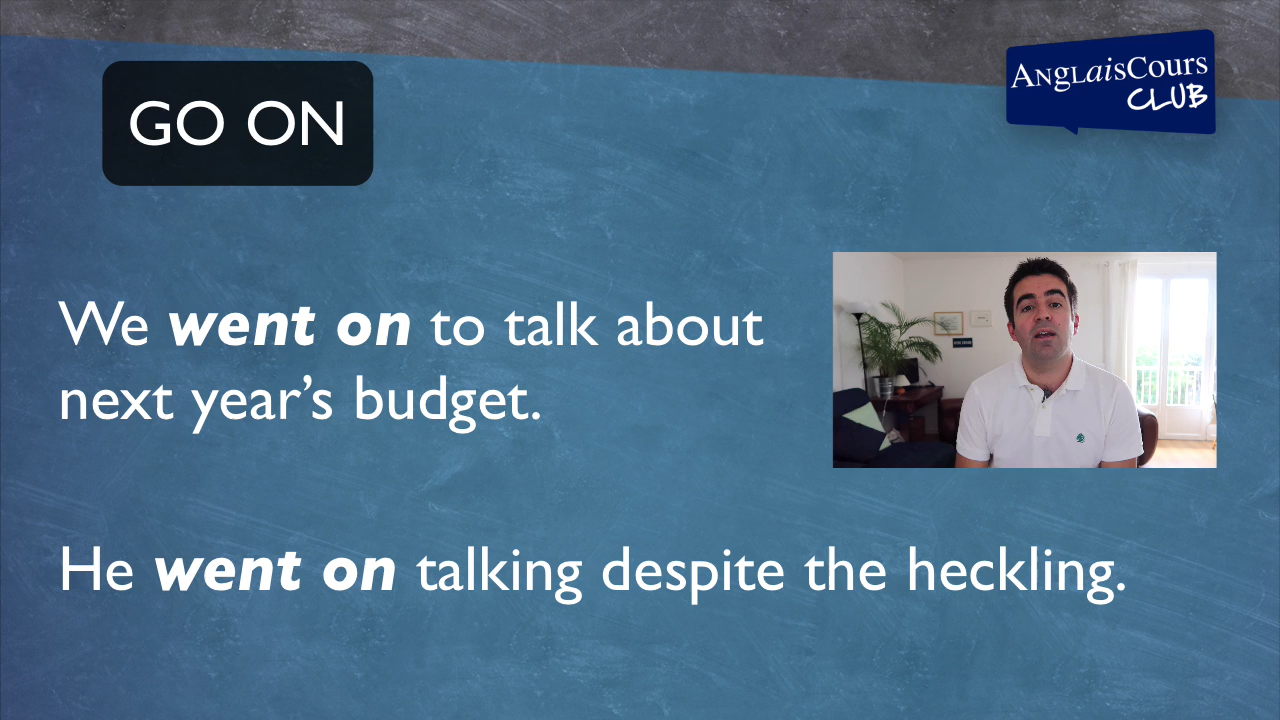 GO ON
AnglaisCours
CLUB
We went on to talk about
next year's budget.
He went on talking despite the heckling.